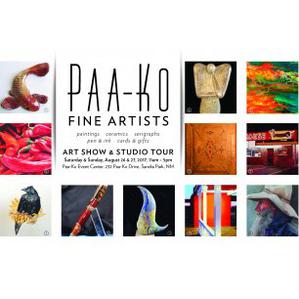 PAA-KO
FINE ARTISTS
paintings ceramics serigraphs
pen & ink cards & gifts
ART SHOW & STUDIO TOUR
Saturday & Sunday, August 26 & 27, 2017, 11am - 5pm
Paa-Ko Event Center, 252 Paa-Ko Drive, Sandia Park, NM